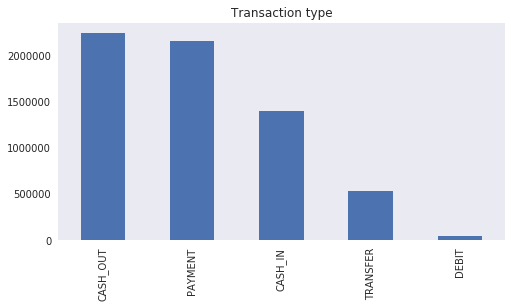 Transaction type
2000000
1500000
1000000
500000
0
CASH_OUT
PAYMENT
CASH_IN
TRANSFER
DEBIT